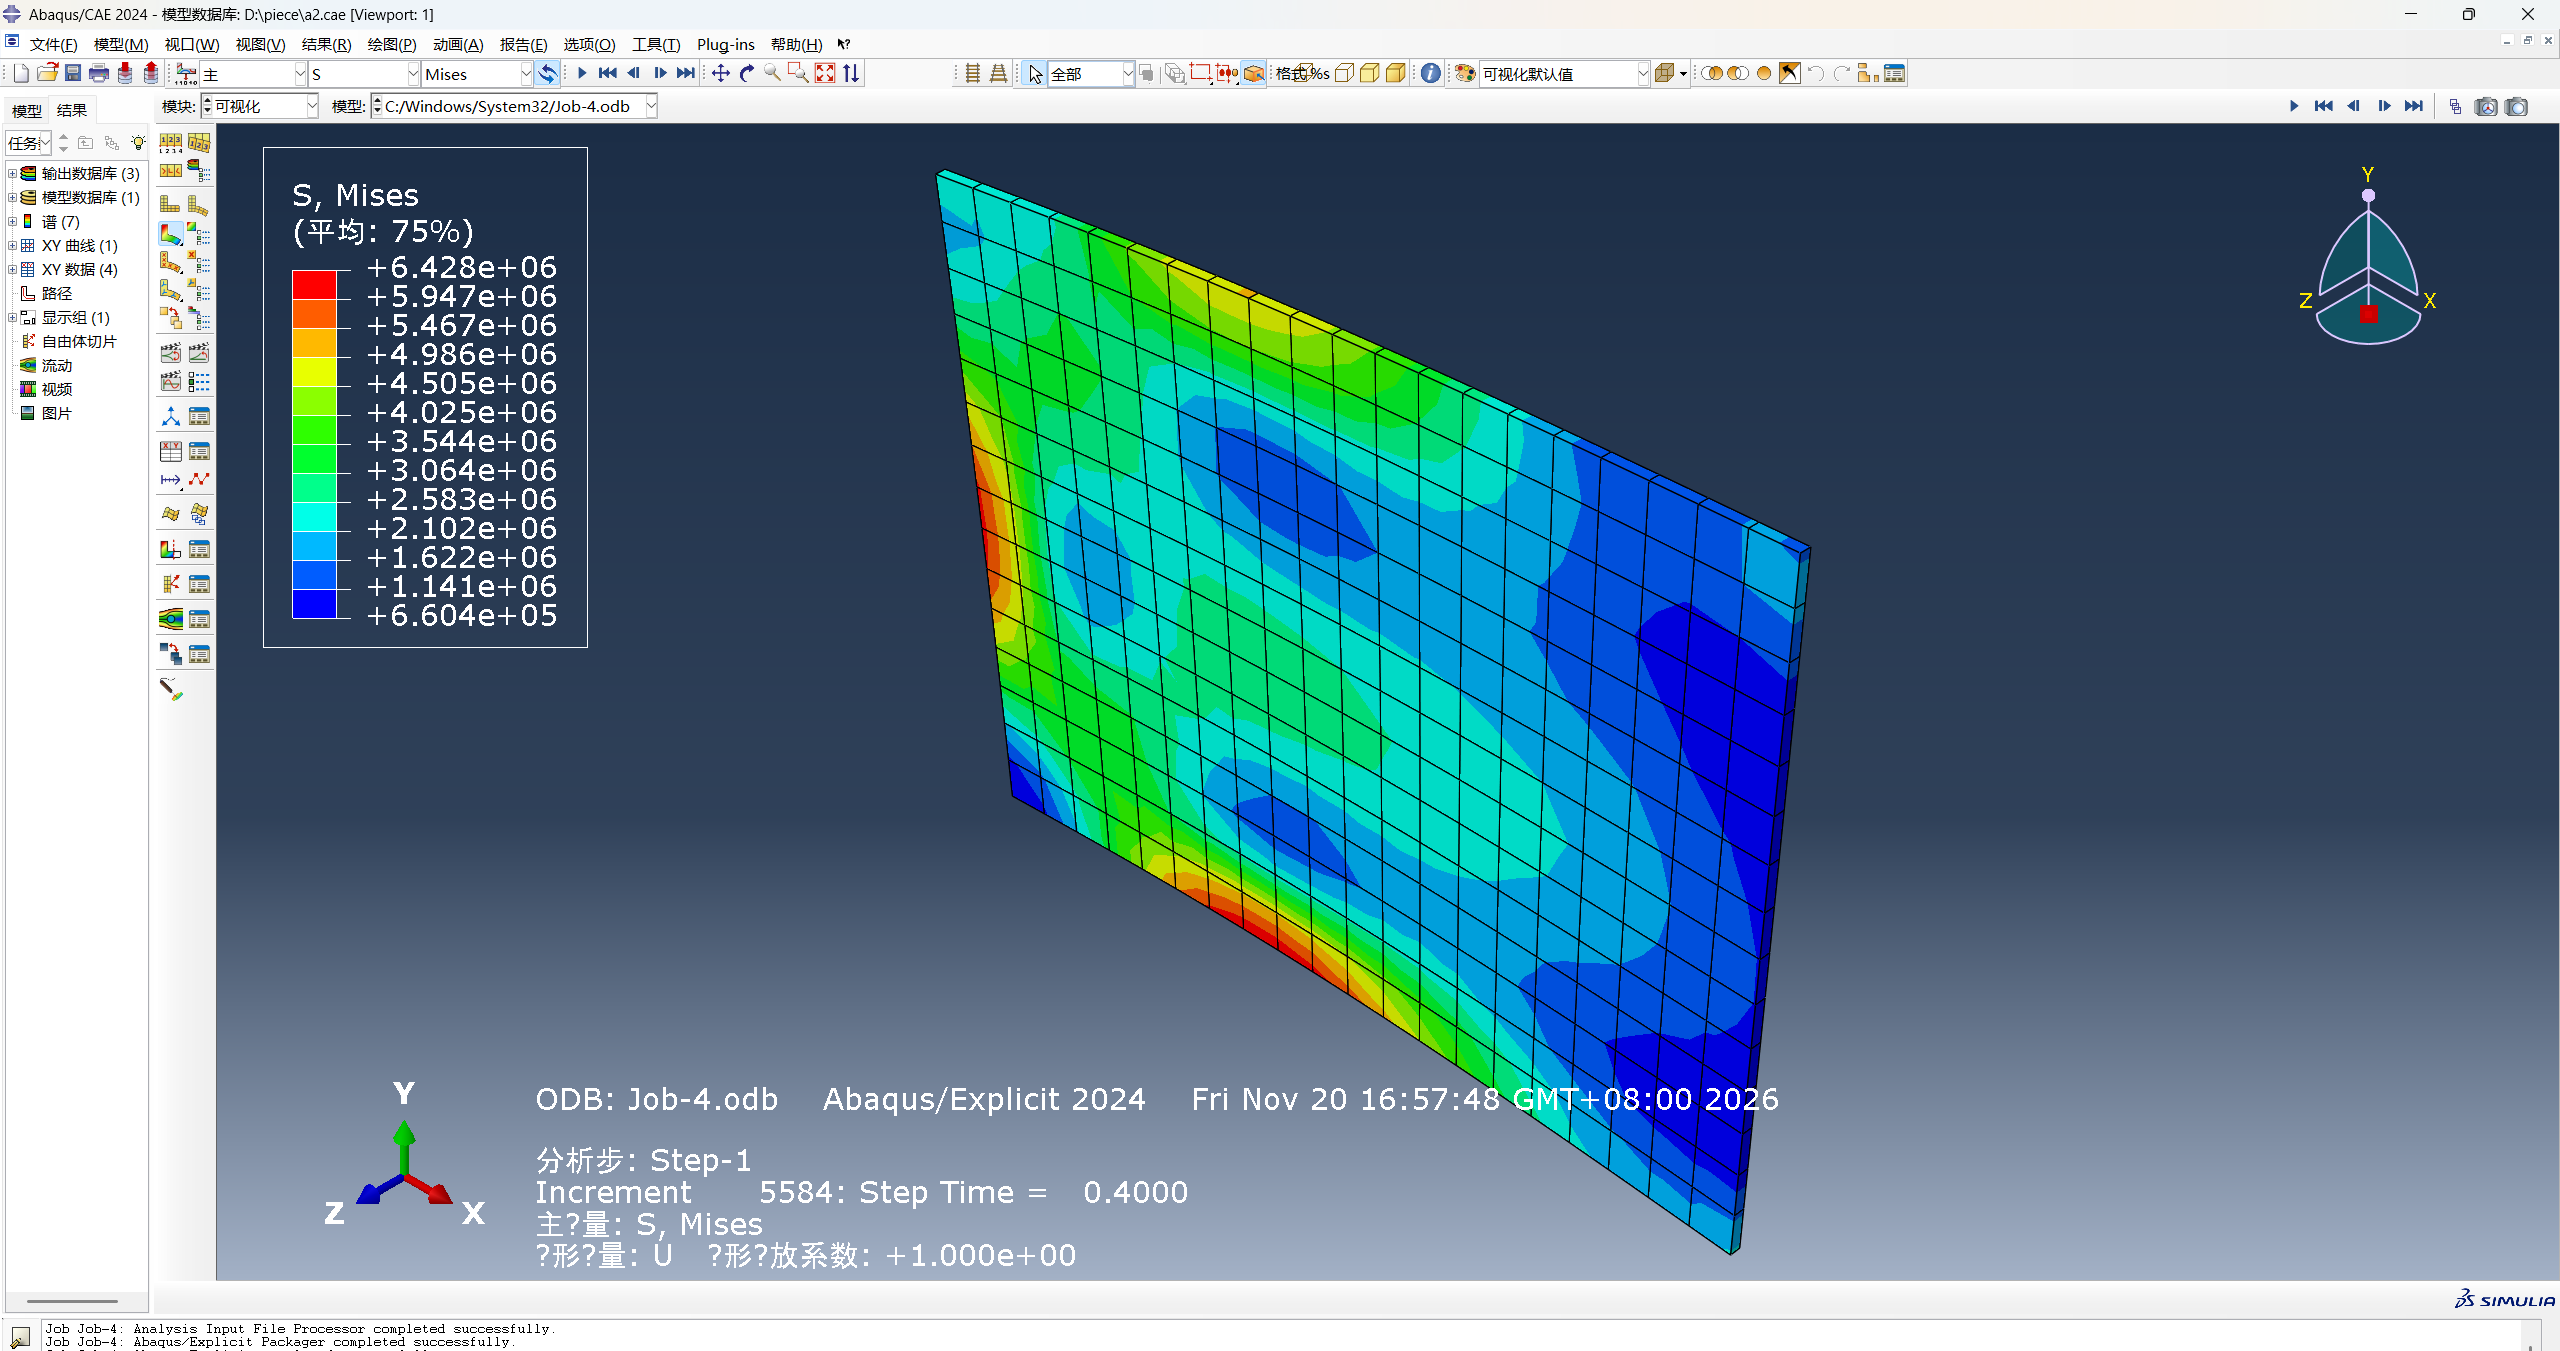 Abaqus/CAE 2024 - 模型数据库: D:\piece\a2.cae [Viewport: 1]
文件(F) 模型(M) 视口(W) 视图(V) 结果(R) 绘图(P) 动画(A) 报告(E) 选项(O) 工具(T) Plug-ins 帮助(H)
主 S Mises 全部 格式%s 可视化默认值
模型 结果 模块: 可视化 模型: C:/Windows/System32/Job-4.odb
任务
输出数据库 (3)
模型数据库 (1)
谱 (7)
XY 曲线 (1)
XY 数据 (4)
路径
显示组 (1)
自由体切片
流动
视频
图片
S, Mises
(平均: 75%)
+6.428e+06
+5.947e+06
+5.467e+06
+4.986e+06
+4.505e+06
+4.025e+06
+3.544e+06
+3.064e+06
+2.583e+06
+2.102e+06
+1.622e+06
+1.141e+06
+6.604e+05
Y
Z X
Y
Z X
ODB: Job-4.odb Abaqus/Explicit 2024 Fri Nov 20 16:57:48 GMT+08:00 2026
分析步: Step-1
Increment 5584: Step Time = 0.4000
主?量: S, Mises
?形?量: U ?形?放系数: +1.000e+00
SIMULIA
Job Job-4: Analysis Input File Processor completed successfully.
Job Job-4: Abaqus/Explicit Packager completed successfully.